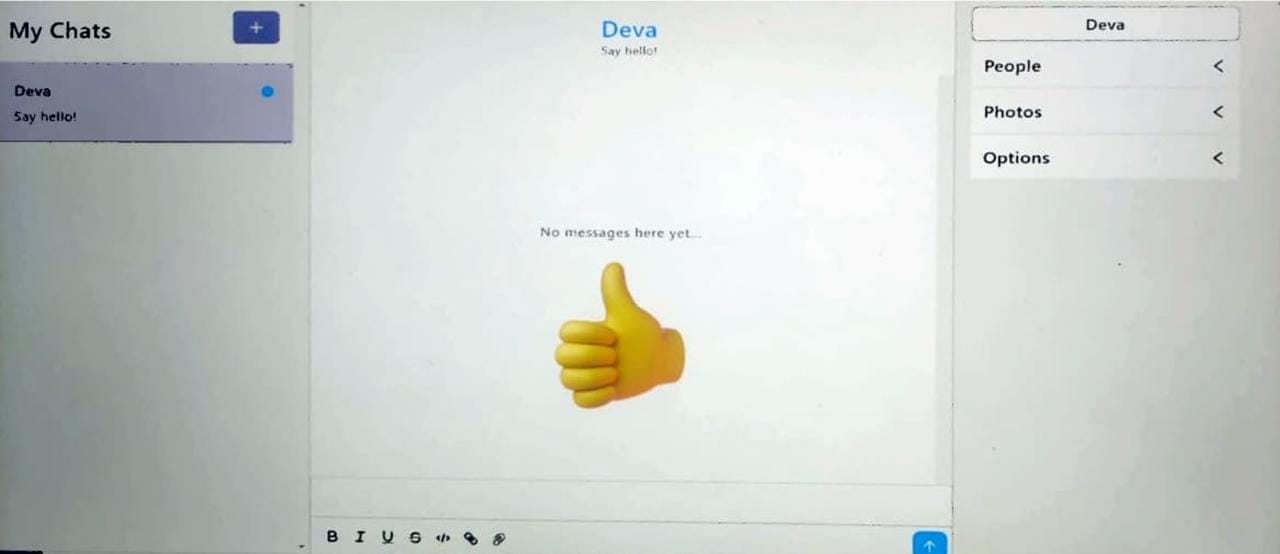 My Chats
+
Deva
Say hello!
Deva
Say hello!
No messages here yet...
B I U S </>
Deva
People <
Photos <
Options <